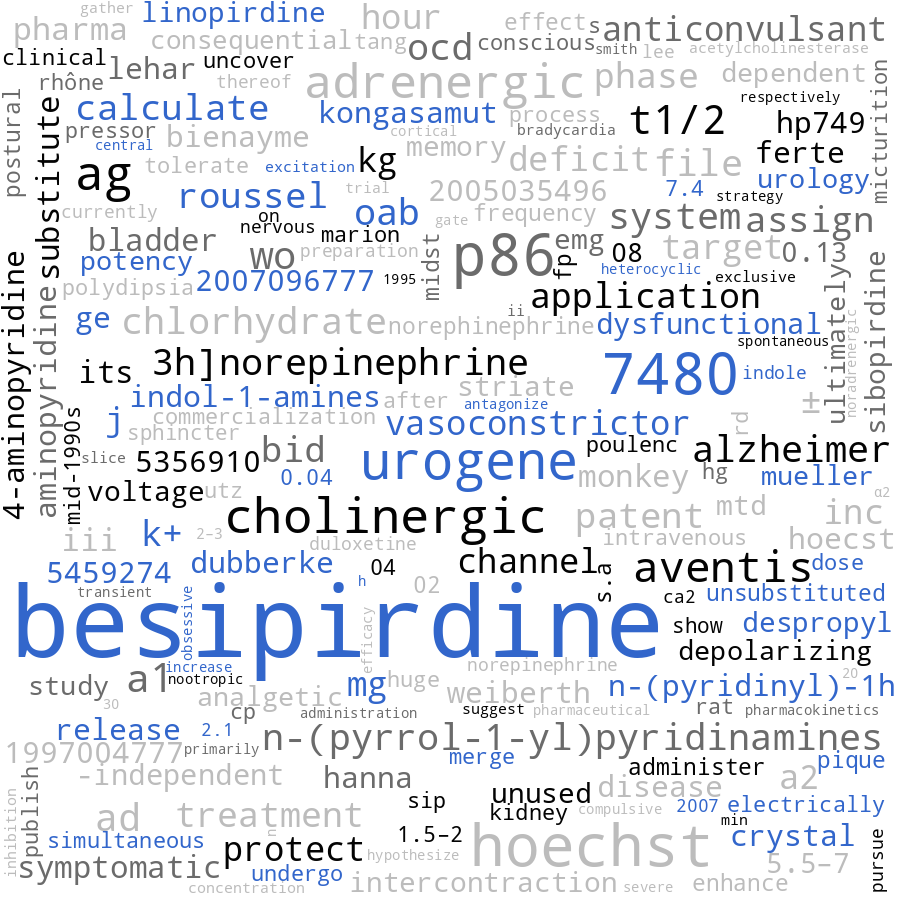 gather
linopirdine
hour
effect
s
pharma
consequential
tang
ocd
conscious
anticonvulsant
clinical
lehar
uncover
smith
lee
acetylcholinesterase
rhône
thereof
adrenergic
phase
dependent
postural
substitute
calculate
kongasamut
process
t1/2
respectively
micturition
pressor
bienayme
cortical
bradycardia
hp749
central
memory
ag
tolerate
excitation
kg
deficit
file
ferte
trial
2005035496
7.4
urology
currently
roussel
oab
gate
frequency
strategy
on
nervous
marion
system
assign
bladder
wo
preparation
midst
p86
emg
fp
08
target
0.13
potency
heterocyclic
exclusive
polydipsia
2007096777
1995
application
ultimately
sibopirdine
4-aminopyridine
aminopyridine
ge
chlorhydrate
norephinephrine
ii
dysfunctional
noradrenergic
its
3h]norepinephrine
spontaneous
7480
indole
striate
indol-1-amines
after
antagonize
±
mid-1990s
j
commercialization
vasoconstrictor
rd
sphincter
slice
5356910
bid
poulenc
alzheimer
0.04
urogene
monkey
hg
mueller
voltage
utz
α2
cholinergic
patent
mtd
inc
iii
k+
2–3
duloxetine
intravenous
hoecst
5459274
dubberke
04
channel
aventis
dose
transient
h
02
s.a
ca2
unsubstituted
besipirdine
obsessive
efficacy
show
despropyl
depolarizing
increase
norepinephrine
study
a1
nootropic
mg
huge
weiberth
n-(pyridinyl)-1h
20
30
analgetic
cp
administration
suggest
pharmaceutical
rat
pharmacokinetics
release
2.1
n-(pyrrol-1-yl)pyridinamines
1997004777
primarily
merge
administer
pique
-independent
hanna
unused
disease
a2
inhibition
publish
ad
treatment
sip
kidney
compulsive
2007
electrically
n
min
simultaneous
protect
1.5–2
hoechst
crystal
pursue
symptomatic
hypothesize
5.5–7
undergo
concentration
intercontraction
severe
enhance